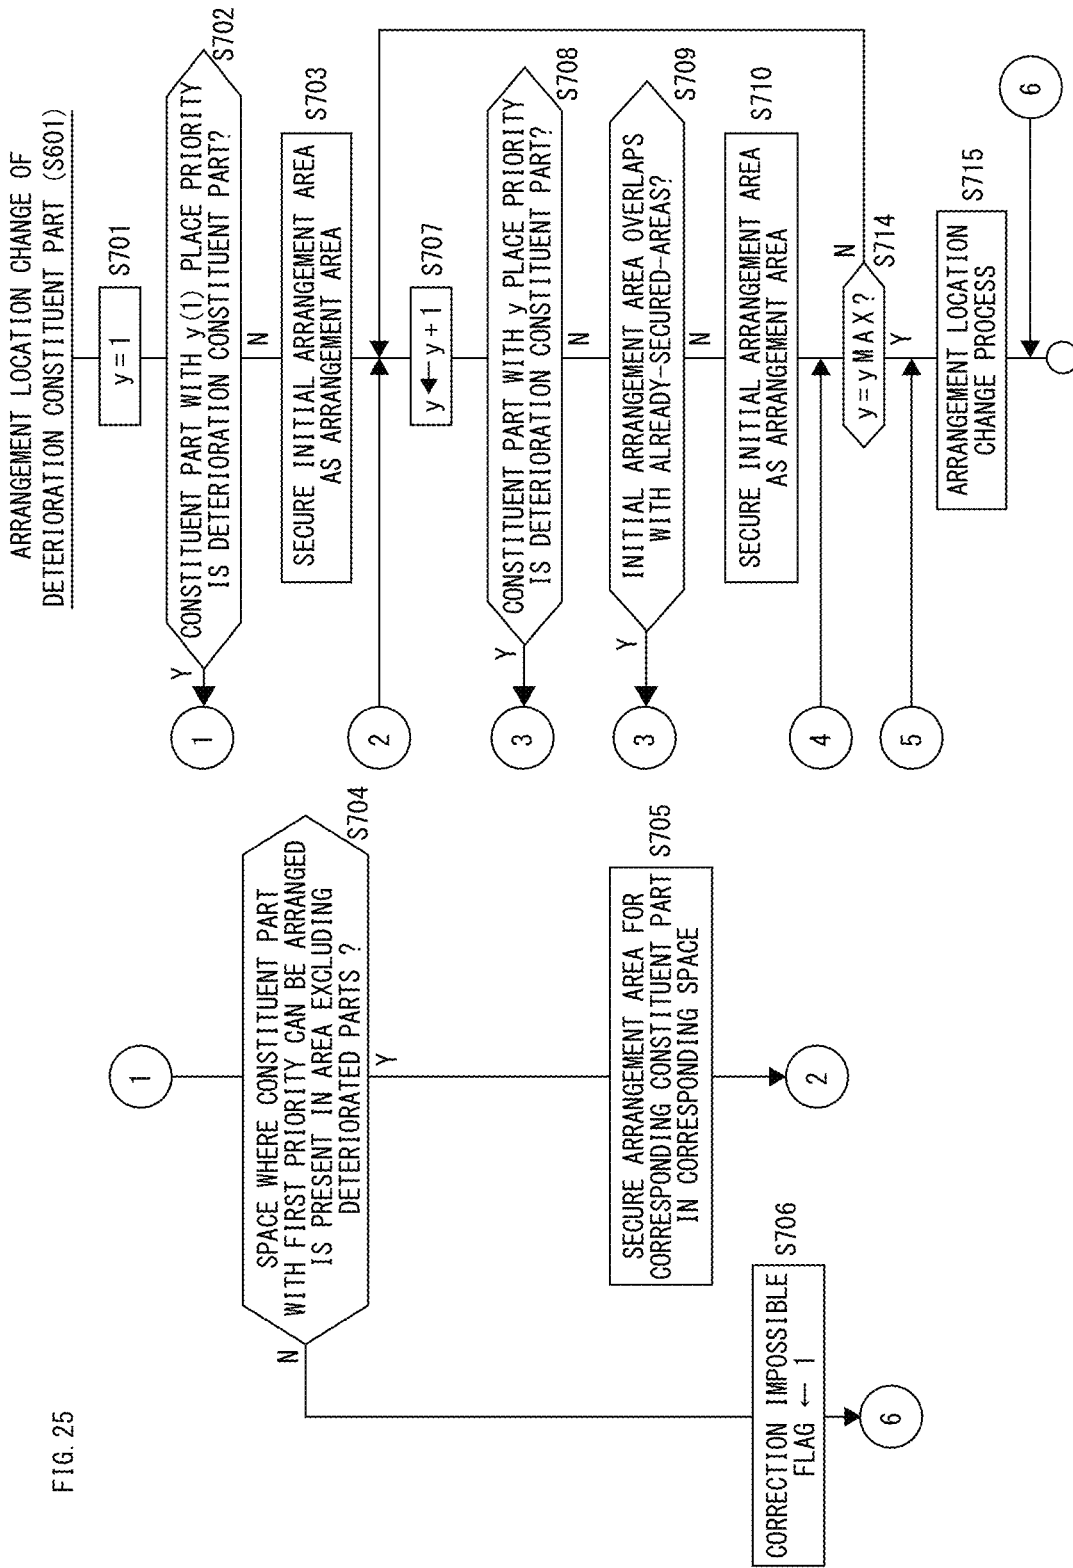 FIG. 25
ARRANGEMENT LOCATION CHANGE OF
DETERIORATION CONSTITUENT PART (S601)
y=1
S701
CONSTITUENT PART WITH y(1) PLACE PRIORITY
IS DETERIORATION CONSTITUENT PART?
S702
Y
N
1
SECURE INITIAL ARRANGEMENT AREA
AS ARRANGEMENT AREA
S703
2
y ← y+1
S707
CONSTITUENT PART WITH y PLACE PRIORITY
IS DETERIORATION CONSTITUENT PART?
S708
Y
N
3
INITIAL ARRANGEMENT AREA OVERLAPS
WITH ALREADY-SECURED-AREAS?
S709
Y
N
3
SECURE INITIAL ARRANGEMENT AREA
AS ARRANGEMENT AREA
S710
4
y=yMAX?
N
S714
Y
5
ARRANGEMENT LOCATION
CHANGE PROCESS
S715
6
1
SPACE WHERE CONSTITUENT PART
WITH FIRST PRIORITY CAN BE ARRANGED
IS PRESENT IN AREA EXCLUDING
DETERIORATED PARTS ?
S704
N
Y
SECURE ARRANGEMENT AREA FOR
CORRESPONDING CONSTITUENT PART
IN CORRESPONDING SPACE
S705
2
CORRECTION IMPOSSIBLE
FLAG ← 1
S706
6